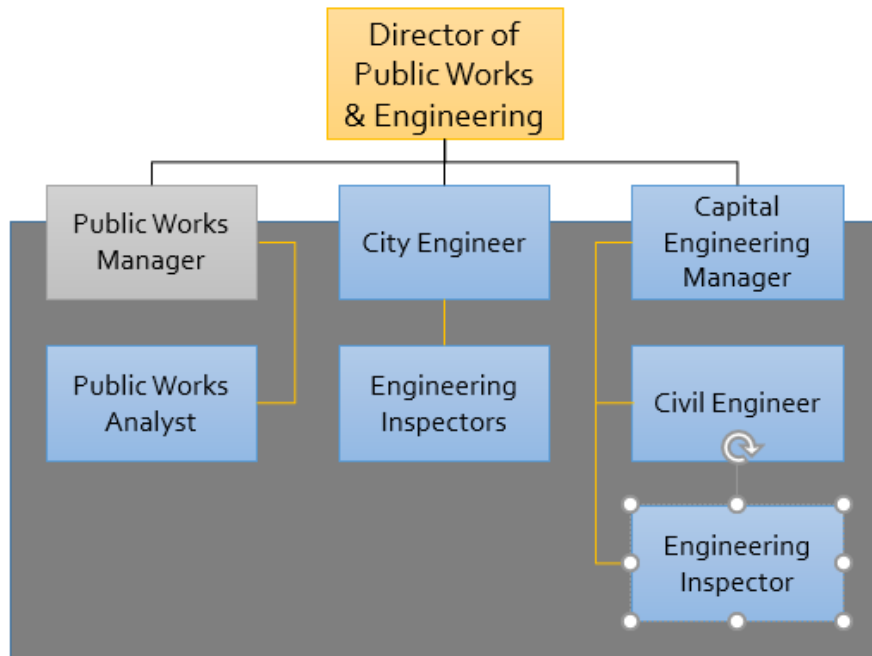 Director of
Public Works
& Engineering
Public Works
Manager
City Engineer
Capital
Engineering
Manager
Public Works
Analyst
Engineering
Inspectors
Civil Engineer
Engineering
Inspector